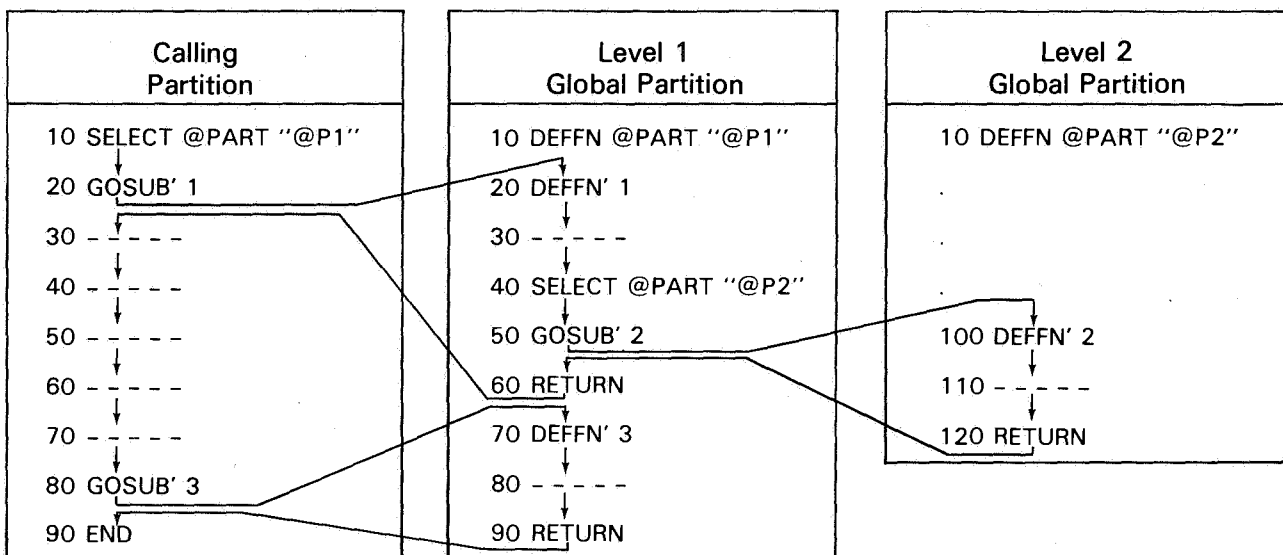 Calling
Partition
10 SELECT @PART "@P1"
20 GOSUB' 1
30 - - - - -
40 - - - - -
50 - - - - -
60 - - - - -
70 - - - - -
80 GOSUB' 3
90 END
Level 1
Global Partition
10 DEFFN @PART "@P1"
20 DEFFN' 1
30 - - - - -
40 SELECT @PART "@P2"
50 GOSUB' 2
60 RETURN
70 DEFFN' 3
80 - - - - -
90 RETURN
Level 2
Global Partition
10 DEFFN @PART "@P2"
100 DEFFN' 2
110 - - - - -
120 RETURN